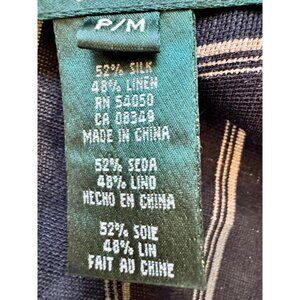 P/M
52% SILK
48% LINEN
RN 54050
CA 08349
MADE IN CHINA
52% SEDA
48% LINO
HECHO EN CHINA
52% SOIE
48% LIN
FAIT AU CHINE